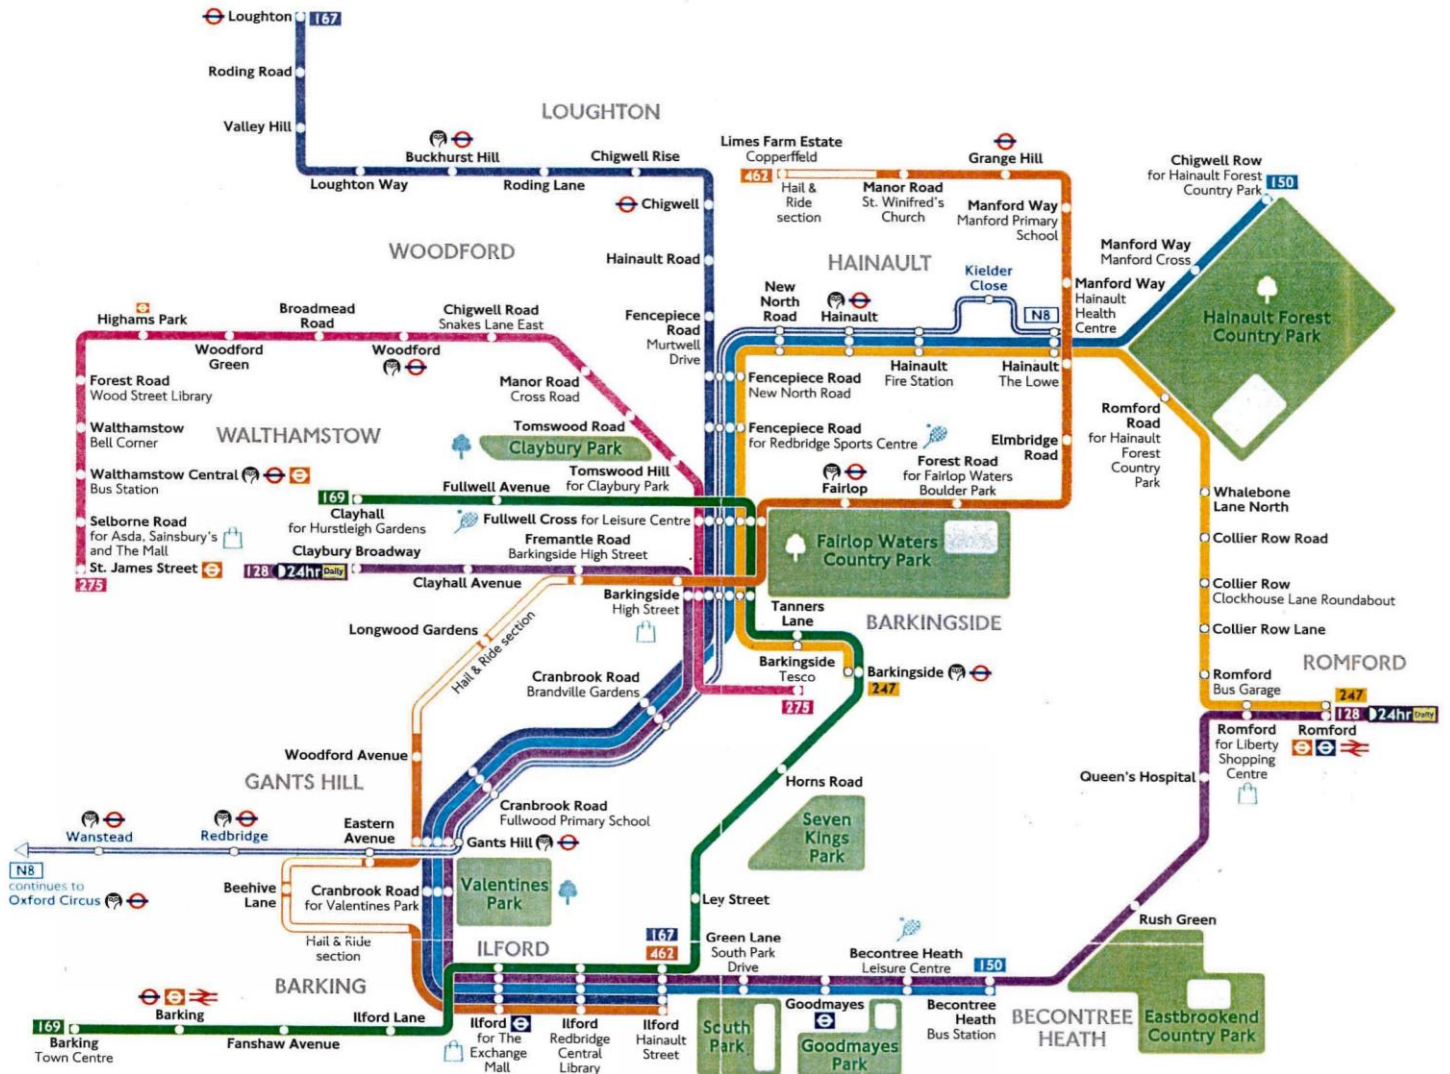 Loughton
167
Roding Road
Valley Hill
LOUGHTON
Buckhurst Hill
Chigwell Rise
Loughton Way
Roding Lane
Chigwell
Hainault Road
Fencepiece
Road
Murtwell
Drive
Limes Farm Estate
Copperffeld
462
Hail &
Ride
section
Manor Road
St. Winifred's
Church
Grange Hill
Manford Way
Manford Primary
School
Chigwell Row
for Hainault Forest
Country Park
150
Manford Way
Manford Cross
WOODFORD
HAINAULT
Kielder
Close
N8
Manford Way
Hainault
Health
Centre
New
North
Road
Hainault
Hainault Forest
Country Park
Highams Park
Broadmead
Road
Chigwell Road
Snakes Lane East
Woodford
Green
Woodford
Hainault
Fire Station
Hainault
The Lowe
Forest Road
Wood Street Library
Manor Road
Cross Road
Fencepiece Road
New North Road
Walthamstow
Bell Corner
WALTHAMSTOW
Tomswood Road
Claybury Park
Fencepiece Road
for Redbridge Sports Centre
Elmbridge
Road
Romford
Road
for Hainault
Forest
Country
Park
Walthamstow Central
Bus Station
Tomswood Hill
for Claybury Park
Fairlop
Forest Road
for Fairlop Waters
Boulder Park
169
Fullwell Avenue
Clayhall
for Hurstleigh Gardens
Whalebone
Lane North
Selborne Road
for Asda, Sainsbury's
and The Mall
Fullwell Cross for Leisure Centre
Fremantle Road
Barkingside High Street
Fairlop Waters
Country Park
Collier Row Road
St. James Street
275
Claybury Broadway
128
24hr
Daily
Clayhall Avenue
Collier Row
Clockhouse Lane Roundabout
Barkingside
High Street
Tanners
Lane
BARKINGSIDE
Longwood Gardens
Hail & Ride section
Collier Row Lane
Cranbrook Road
Brandville Gardens
Barkingside
Tesco
275
Barkingside
247
Romford
Bus Garage
ROMFORD
247
128
24hr
Daily
Woodford Avenue
Romford
for Liberty
Shopping
Centre
Romford
GANTS HILL
Horns Road
Queen's Hospital
Cranbrook Road
Fullwood Primary School
Wanstead
Redbridge
Eastern
Avenue
Gants Hill
Seven
Kings
Park
N8
continues to
Oxford Circus
Beehive
Lane
Cranbrook Road
for Valentines Park
Valentines
Park
Ley Street
Hail & Ride
section
Rush Green
ILFORD
167
462
Green Lane
South Park
Drive
Becontree Heath
Leisure Centre
150
BARKING
Barking
169
Barking
Town Centre
Fanshaw Avenue
Ilford Lane
Ilford
for The
Exchange
Mall
Ilford
Redbridge
Central
Library
Ilford
Hainault
Street
South
Park
Goodmayes
Goodmayes
Park
Becontree
Heath
Bus Station
BECONTREE
HEATH
Eastbrookend
Country Park